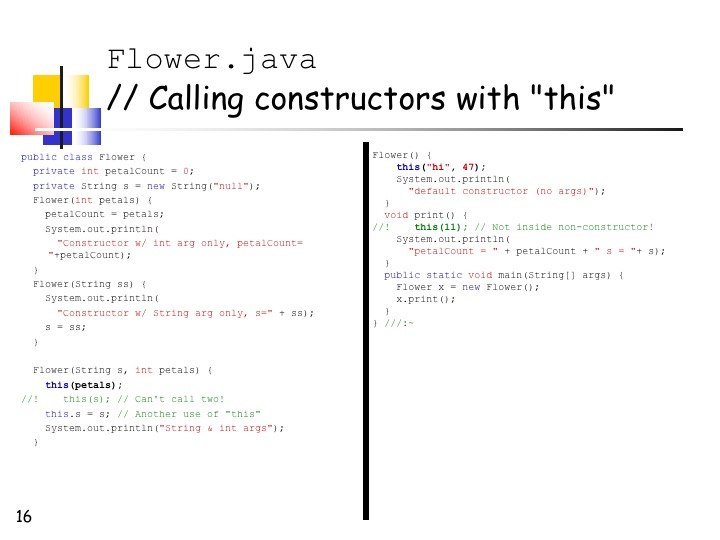 Flower.java
// Calling constructors with "this"
public class Flower {
  private int petalCount = 0;
  private String s = new String("null");
  Flower(int petals) {
    petalCount = petals;
    System.out.println(
      "Constructor w/ int arg only, petalCount=
"+petalCount);
  }
  Flower(String ss) {
    System.out.println(
      "Constructor w/ String arg only, s=" + ss);
    s = ss;
  }
  Flower(String s, int petals) {
    this(petals);
//!    this(s); // Can't call two!
    this.s = s; // Another use of "this"
    System.out.println("String & int args");
  }
Flower() {
    this("hi", 47);
    System.out.println(
      "default constructor (no args)");
  }
  void print() {
//!    this(11); // Not inside non-constructor!
    System.out.println(
      "petalCount = " + petalCount + " s = "+ s);
  }
  public static void main(String[] args) {
    Flower x = new Flower();
    x.print();
  }
} ///:~
16